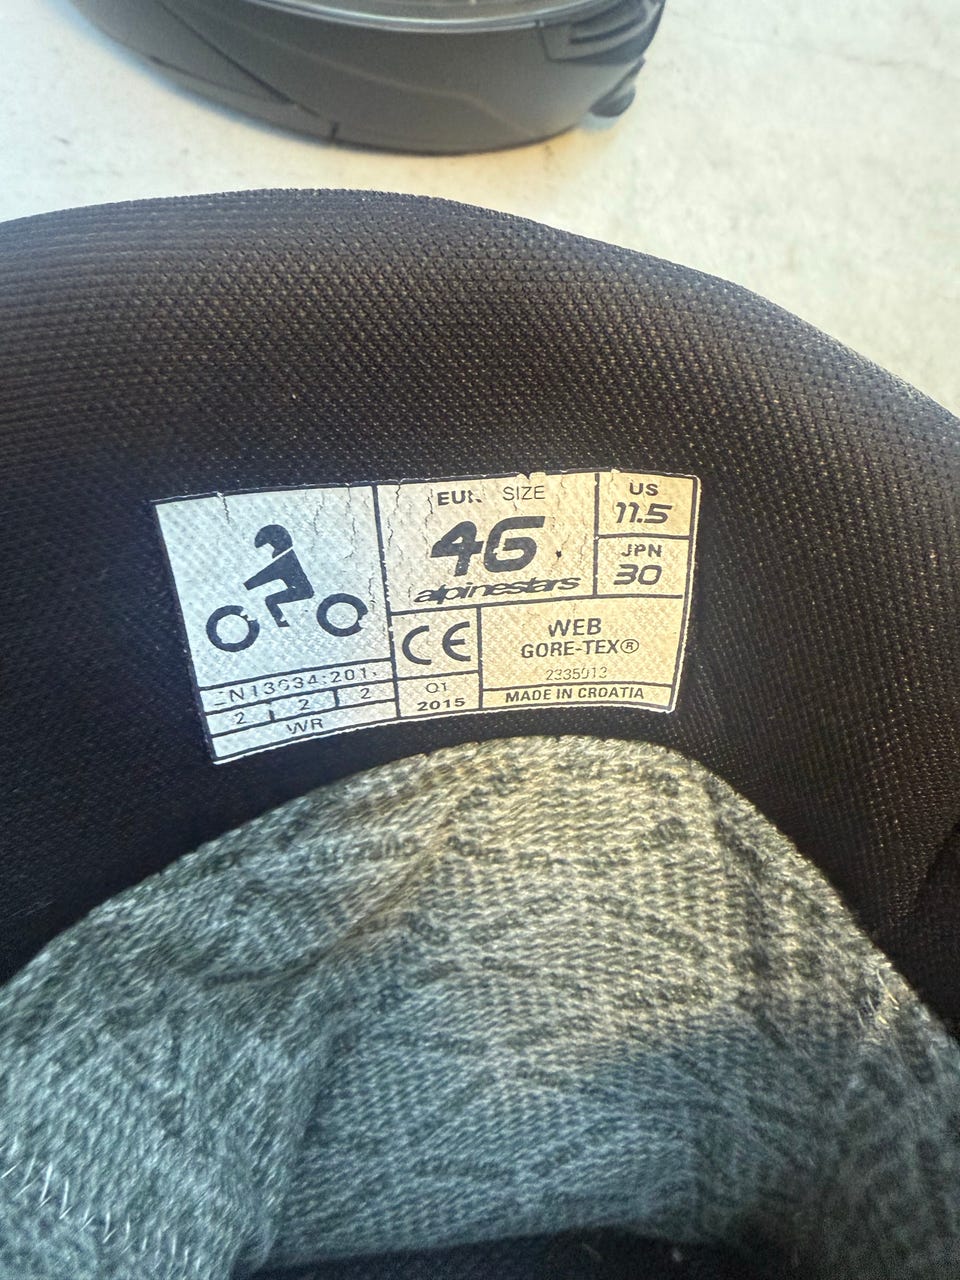 EUR. SIZE
46
alpinestars
US
11.5
JPN
30
CE
WEB
GORE-TEX®
2335013
01
2015
MADE IN CROATIA
2 2 2
WR